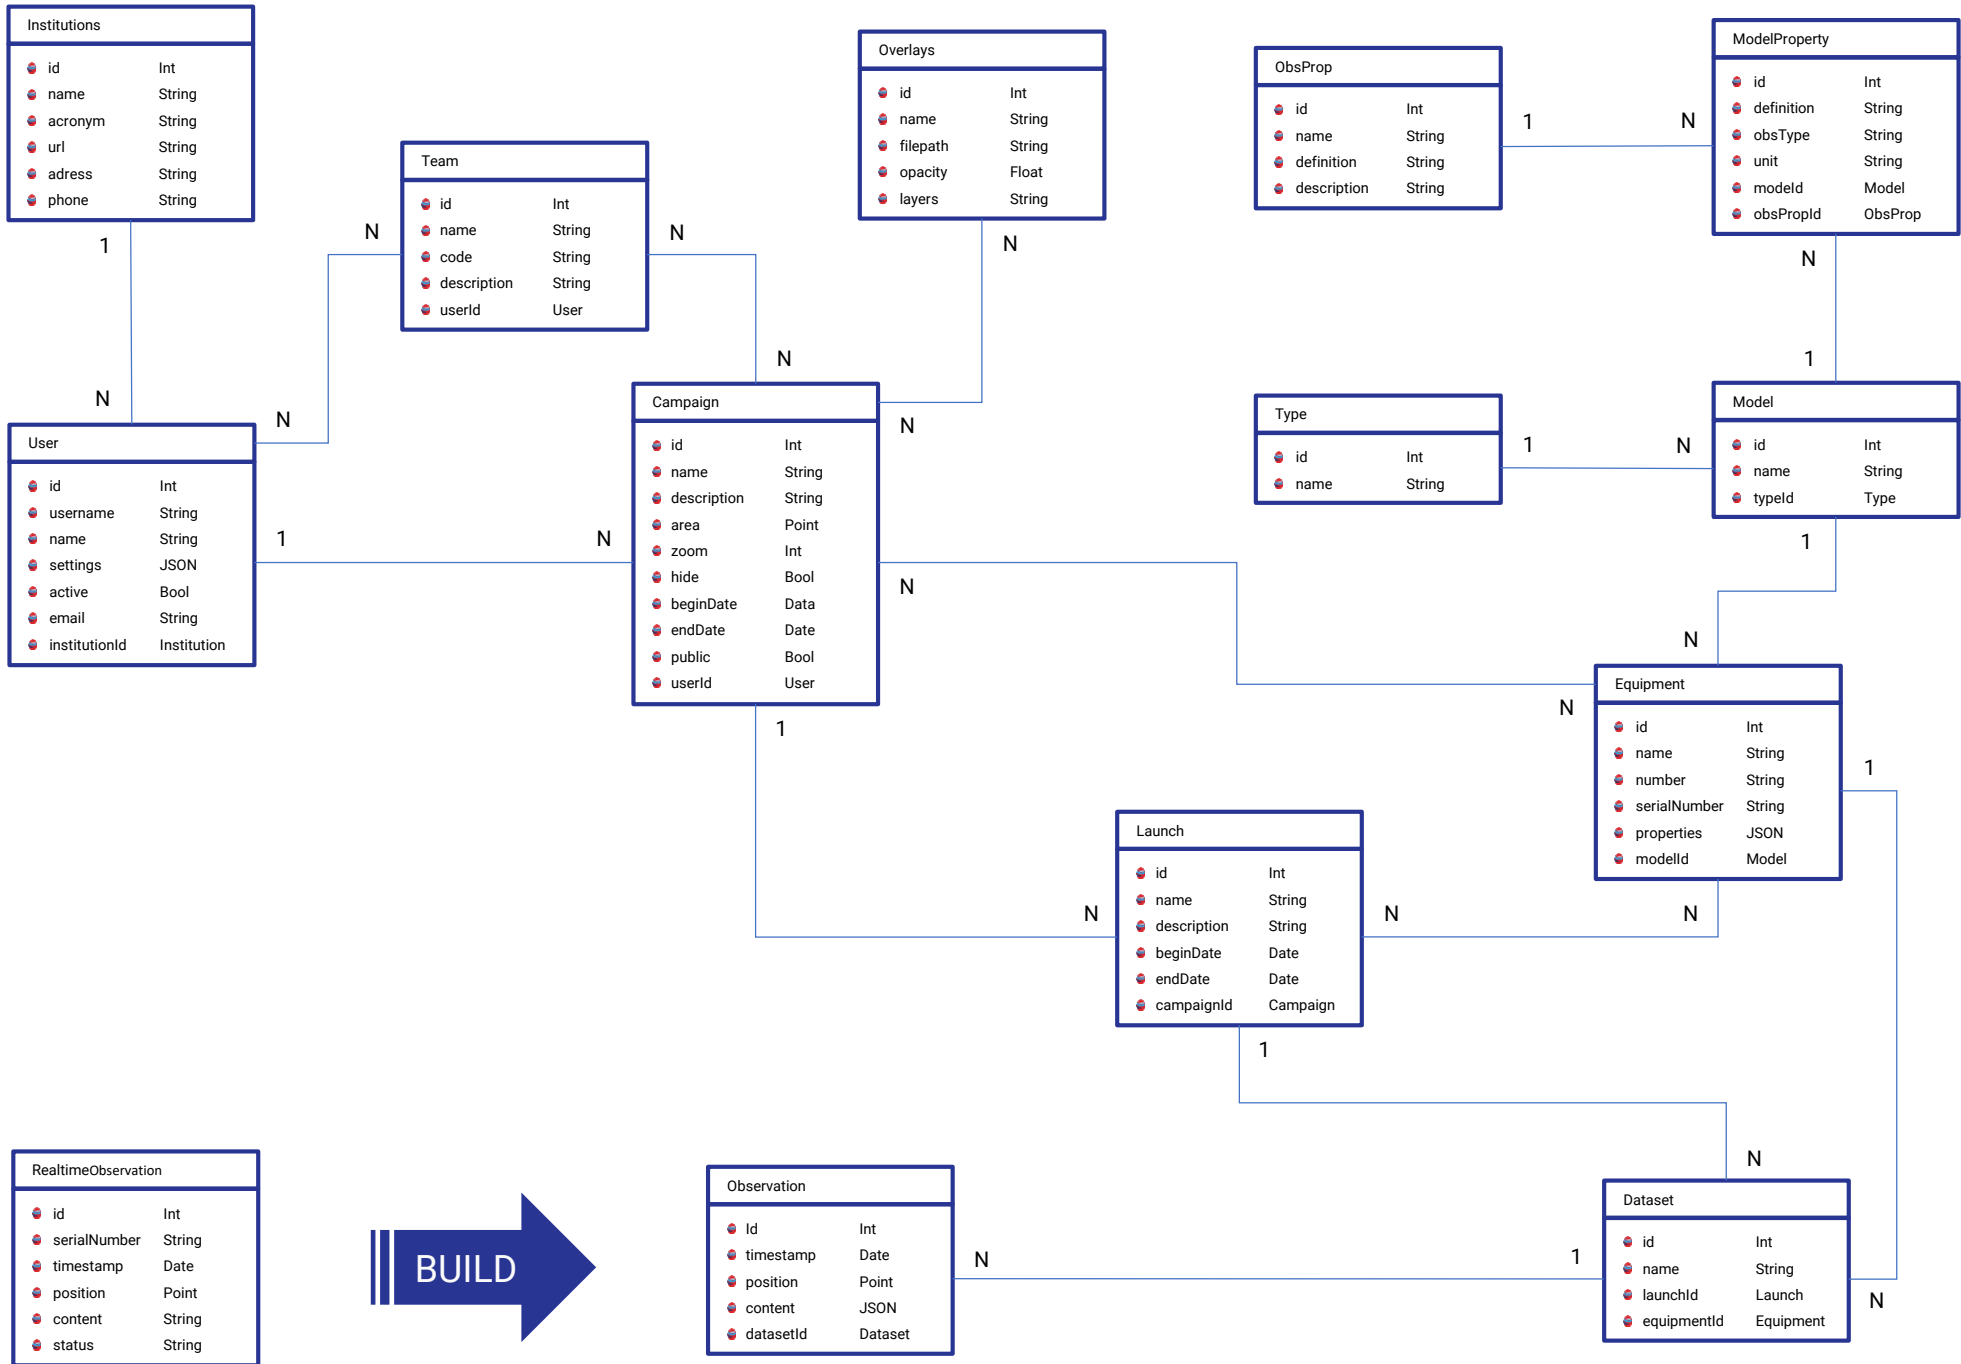 Institutions
id Int
name String
acronym String
url String
adress String
phone String
1
N
Team
id Int
name String
code String
description String
userId User
N
N
N
N
Overlays
id Int
name String
filepath String
opacity Float
layers String
N
N
ObsProp
id Int
name String
definition String
description String
1
N
ModelProperty
id Int
definition String
obsType String
unit String
modeId Model
obsPropId ObsProp
N
1
User
id Int
username String
name String
settings JSON
active Bool
email String
institutionId Institution
1
N
Campaign
id Int
name String
description String
area Point
zoom Int
hide Bool
beginDate Data
endDate Date
public Bool
userId User
N
N
1
N
Type
id Int
name String
1
N
Model
id Int
name String
typeId Type
1
N
Equipment
id Int
name String
number String
serialNumber String
properties JSON
modelId Model
1
N
Launch
id Int
name String
description String
beginDate Date
endDate Date
campaignId Campaign
N
N
1
N
RealtimeObservation
id Int
serialNumber String
timestamp Date
position Point
content String
status String
BUILD
Observation
Id Int
timestamp Date
position Point
content JSON
datasetId Dataset
N
1
Dataset
id Int
name String
launchId Launch
equipmentId Equipment